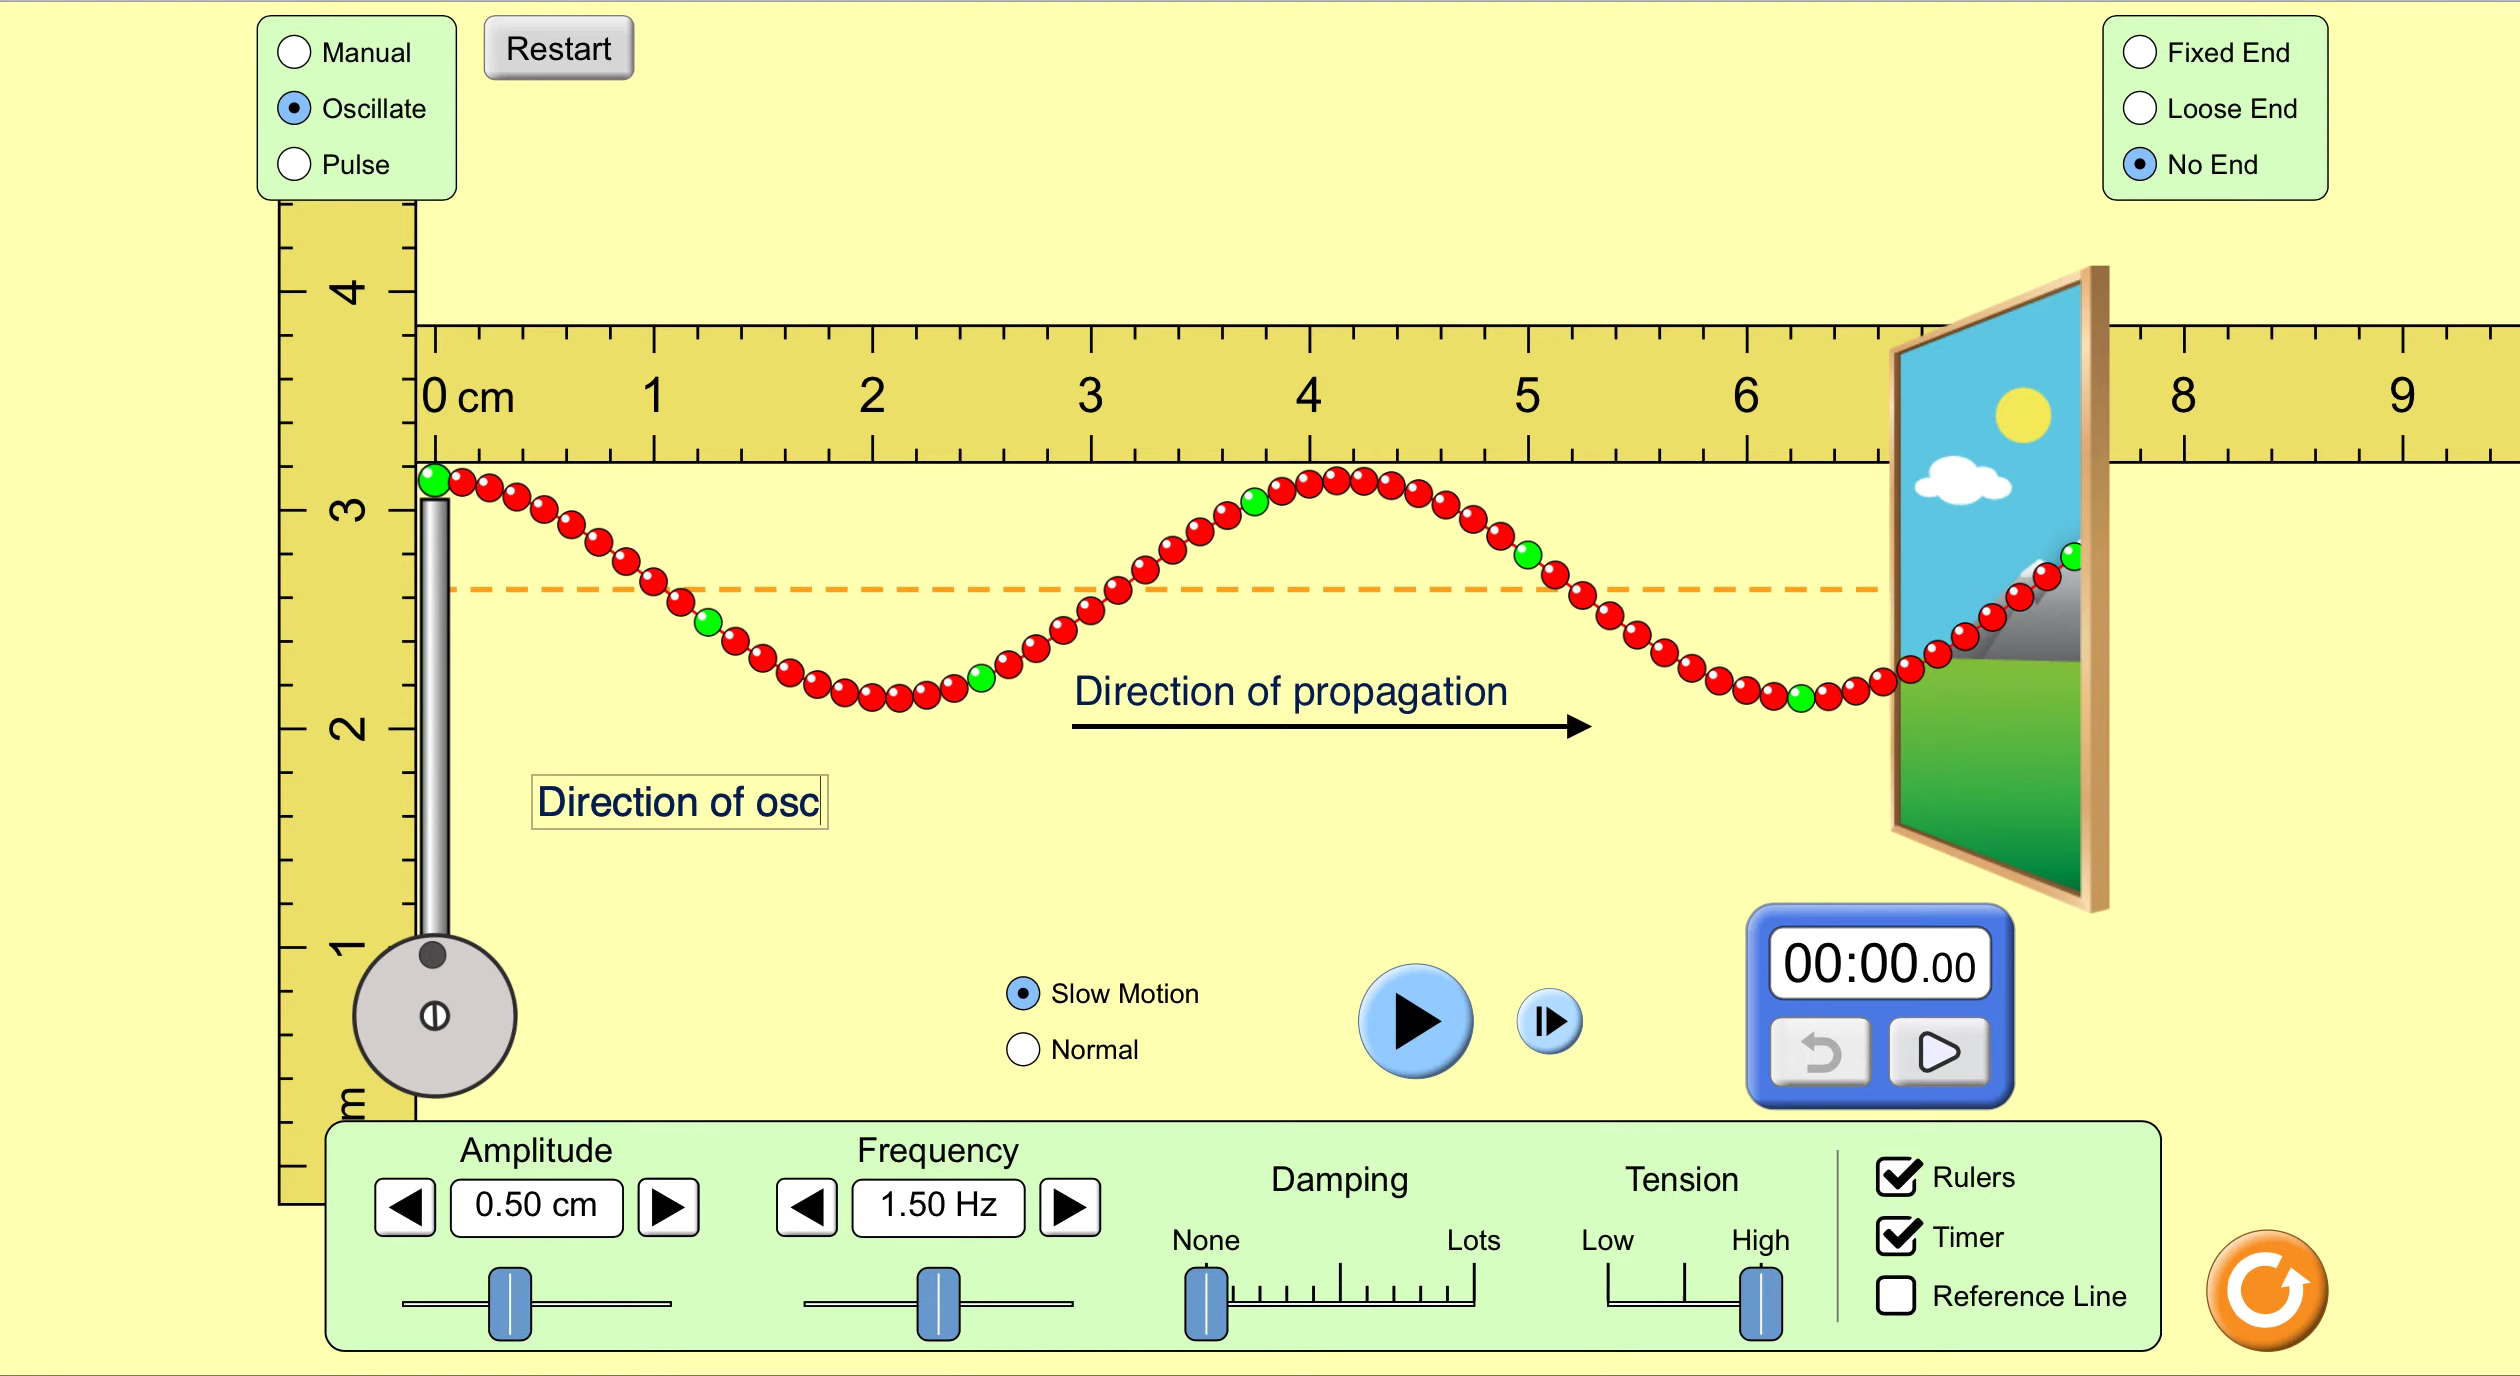 Manual
Restart
Fixed End
Oscillate
Loose End
Pulse
No End
4
0 cm 1 2 3 4 5 6 8 9
3
Direction of propagation
2
Direction of osc
1
00:00.00
Slow Motion
Normal
m
Amplitude
Frequency
Damping
Tension
Rulers
0.50 cm
1.50 Hz
None
Lots
Low
High
Timer
Reference Line